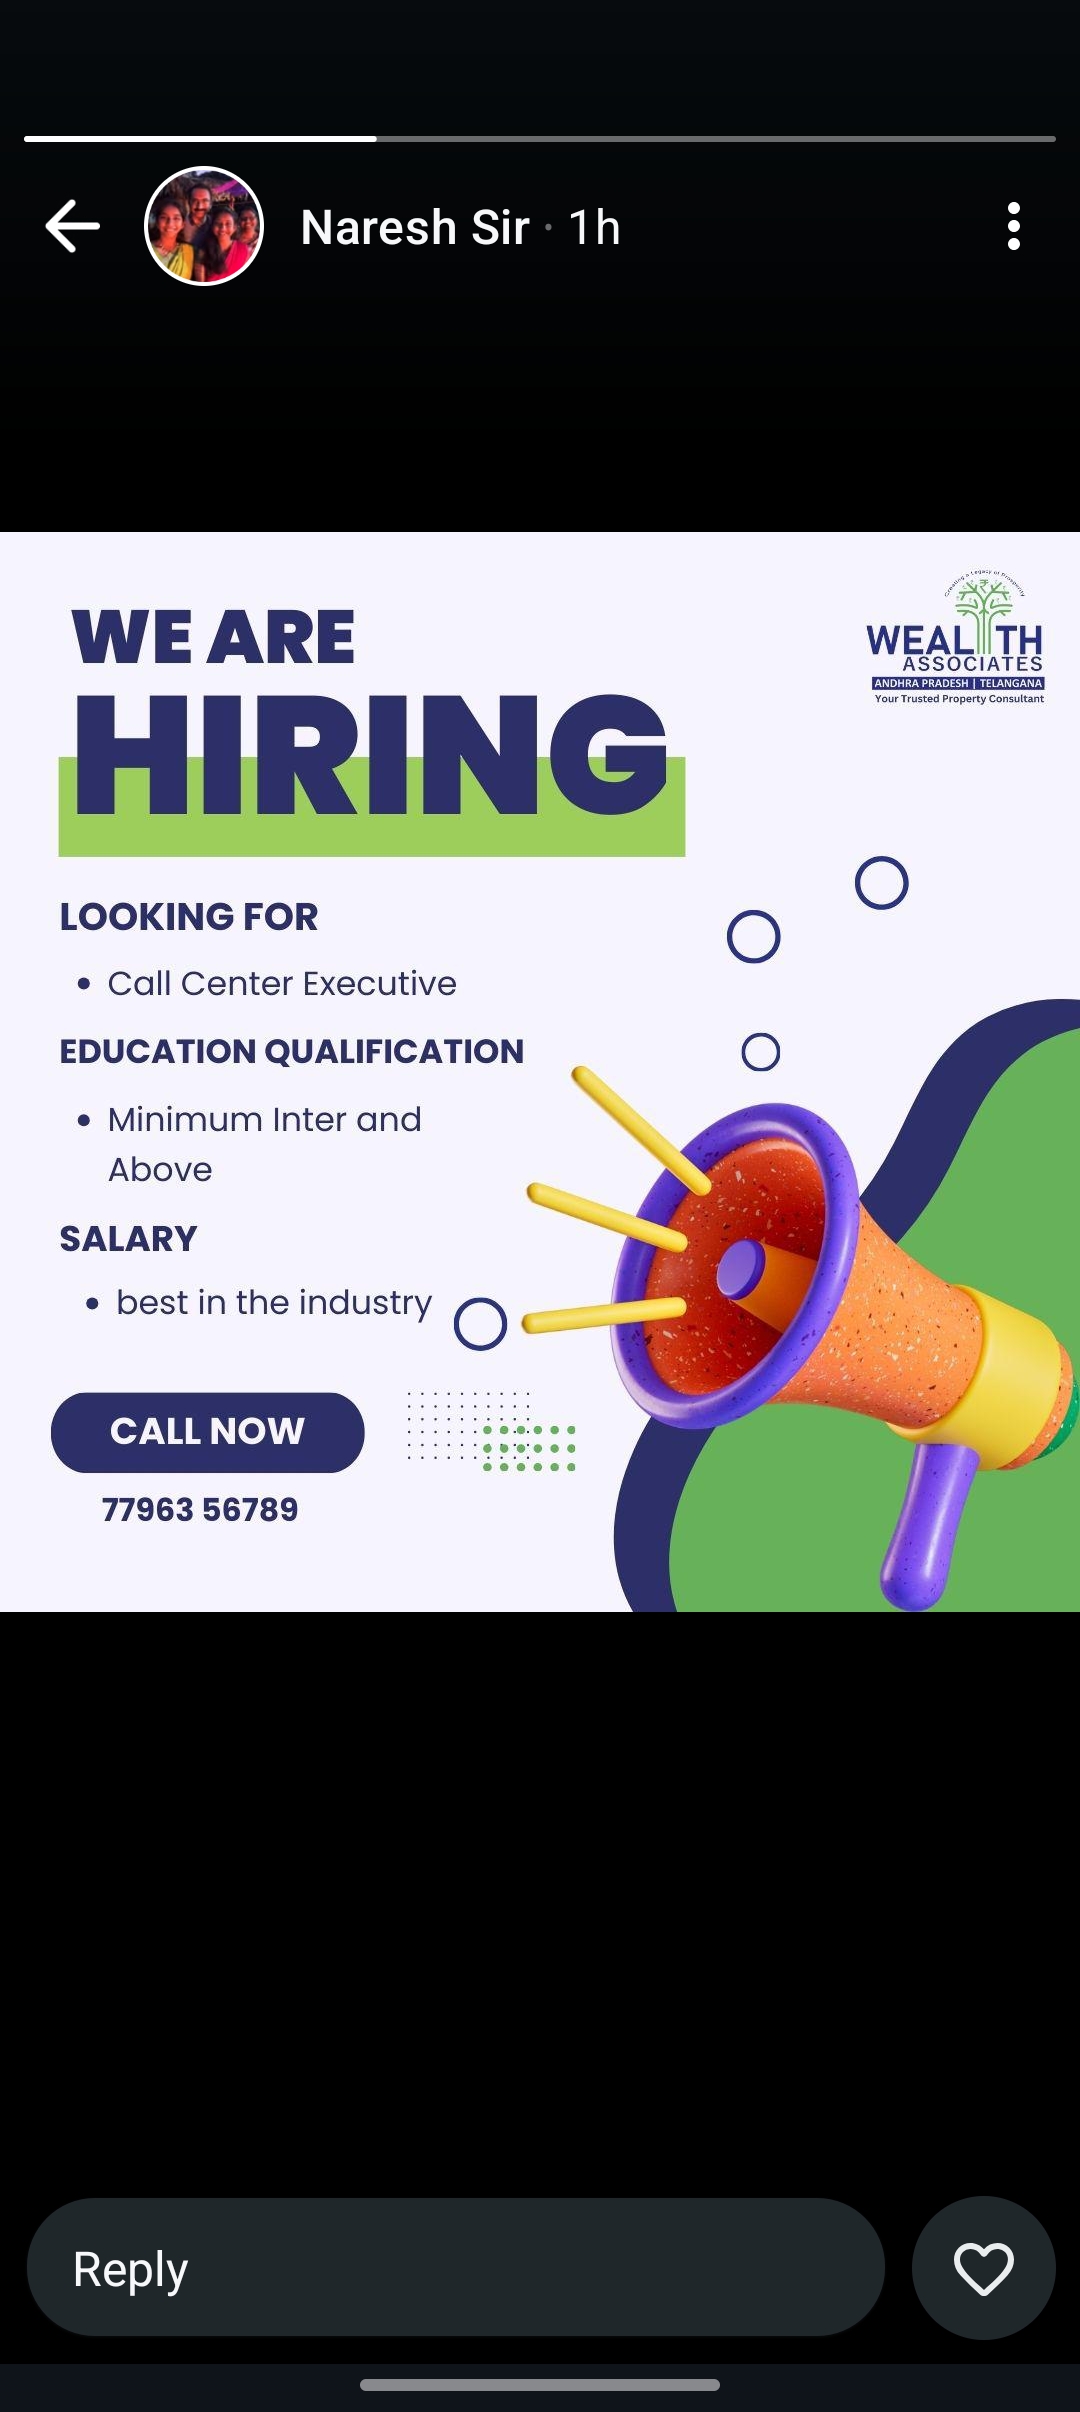 Naresh Sir · 1h
WE ARE
HIRING
Creating a Legacy of Prosperity
WEALTH
ASSOCIATES
ANDHRA PRADESH | TELANGANA
Your Trusted Property Consultant
LOOKING FOR
• Call Center Executive
EDUCATION QUALIFICATION
• Minimum Inter and
Above
SALARY
• best in the industry
CALL NOW
77963 56789
Reply